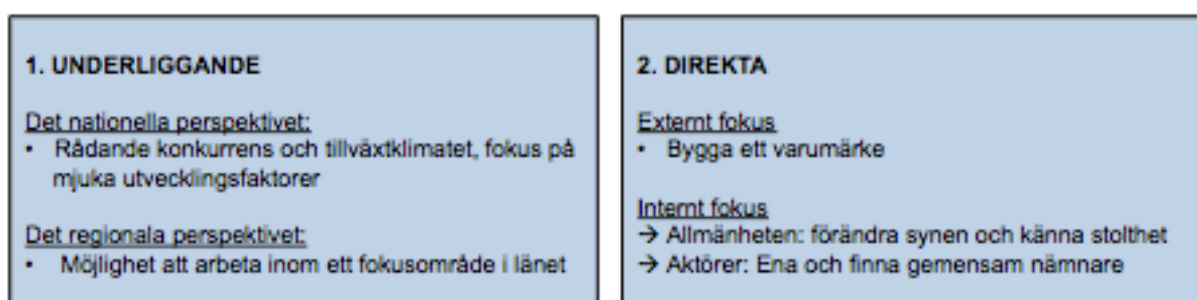 1. UNDERLIGGANDE
Det nationella perspektivet:
• Rådande konkurrens och tillväxtklimatet, fokus på
mjuka utvecklingsfaktorer
Det regionala perspektivet:
• Möjlighet att arbeta inom ett fokusområde i länet
2. DIREKTA
Externt fokus
• Bygga ett varumärke
Internt fokus
→ Allmänheten: förändra synen och känna stolthet
→ Aktörer: Ena och finna gemensam nämnare